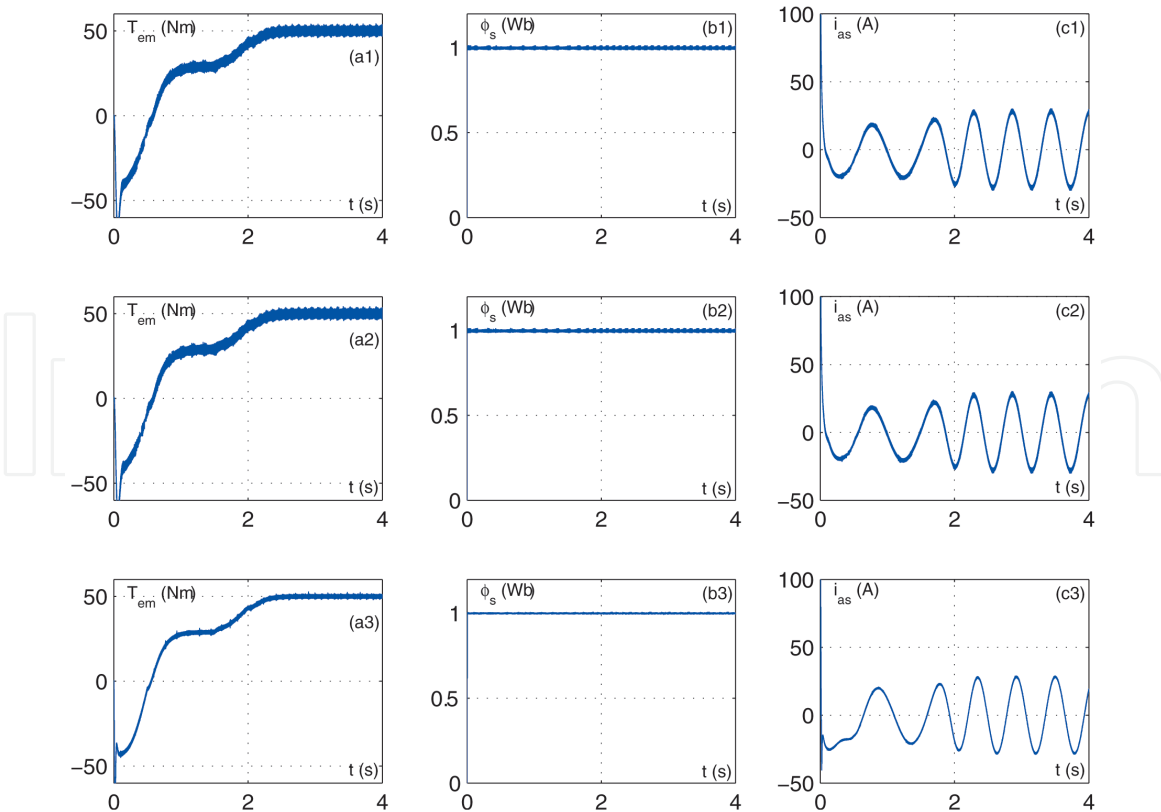 T_em (Nm)
(a1)
50
0
−50
t (s)
0 2 4
ϕ_s (Wb)
(b1)
1
0.5
0
t (s)
0 2 4
i_as (A)
(c1)
100
50
0
−50
t (s)
0 2 4
T_em (Nm)
(a2)
50
0
−50
t (s)
0 2 4
ϕ_s (Wb)
(b2)
1
0.5
0
t (s)
0 2 4
i_as (A)
(c2)
100
50
0
−50
t (s)
0 2 4
T_em (Nm)
(a3)
50
0
−50
t (s)
0 2 4
ϕ_s (Wb)
(b3)
1
0.5
0
t (s)
0 2 4
i_as (A)
(c3)
100
50
0
−50
t (s)
0 2 4